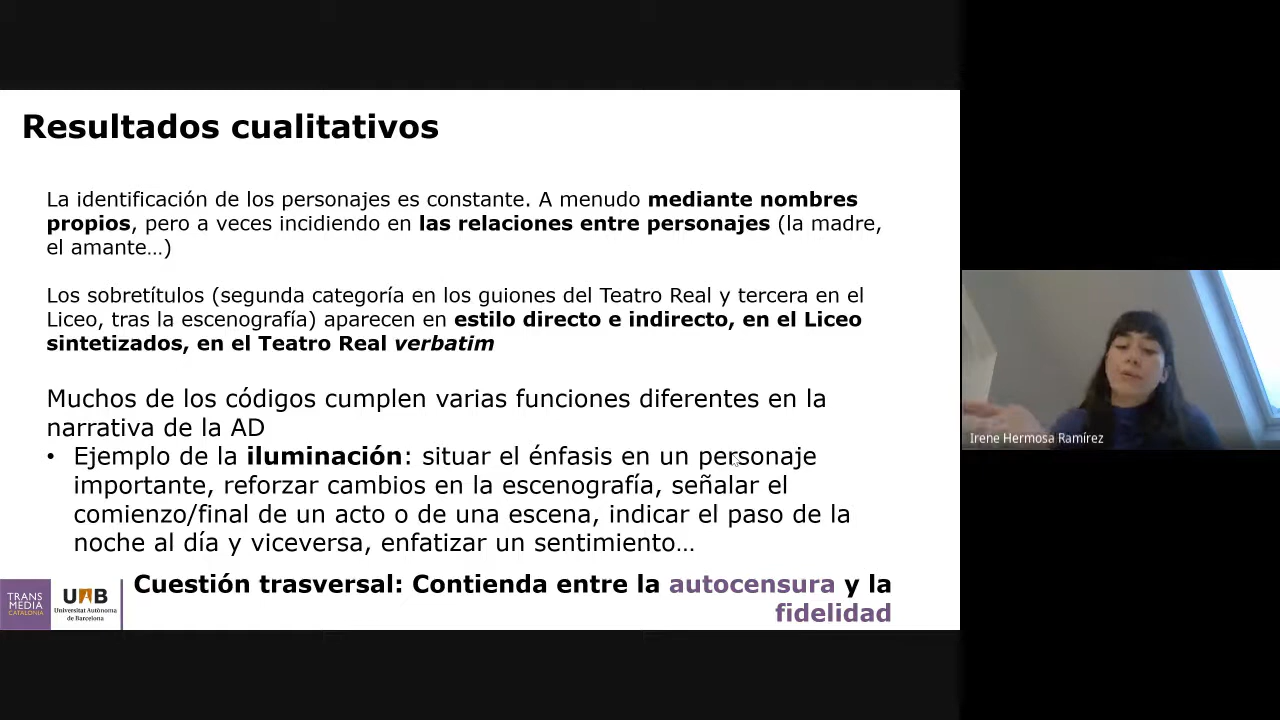 Resultados cualitativos
La identificación de los personajes es constante. A menudo mediante nombres
propios, pero a veces incidiendo en las relaciones entre personajes (la madre,
el amante…)
Los sobretítulos (segunda categoría en los guiones del Teatro Real y tercera en el
Liceo, tras la escenografía) aparecen en estilo directo e indirecto, en el Liceo
sintetizados, en el Teatro Real verbatim
Muchos de los códigos cumplen varias funciones diferentes en la
narrativa de la AD
• Ejemplo de la iluminación: situar el énfasis en un personaje
importante, reforzar cambios en la escenografía, señalar el
comienzo/final de un acto o de una escena, indicar el paso de la
noche al día y viceversa, enfatizar un sentimiento…
Cuestión trasversal: Contienda entre la autocensura y la
fidelidad
TRANS
MEDIA
CATALONIA
UAB
Universitat Autònoma
de Barcelona
Irene Hermosa Ramírez